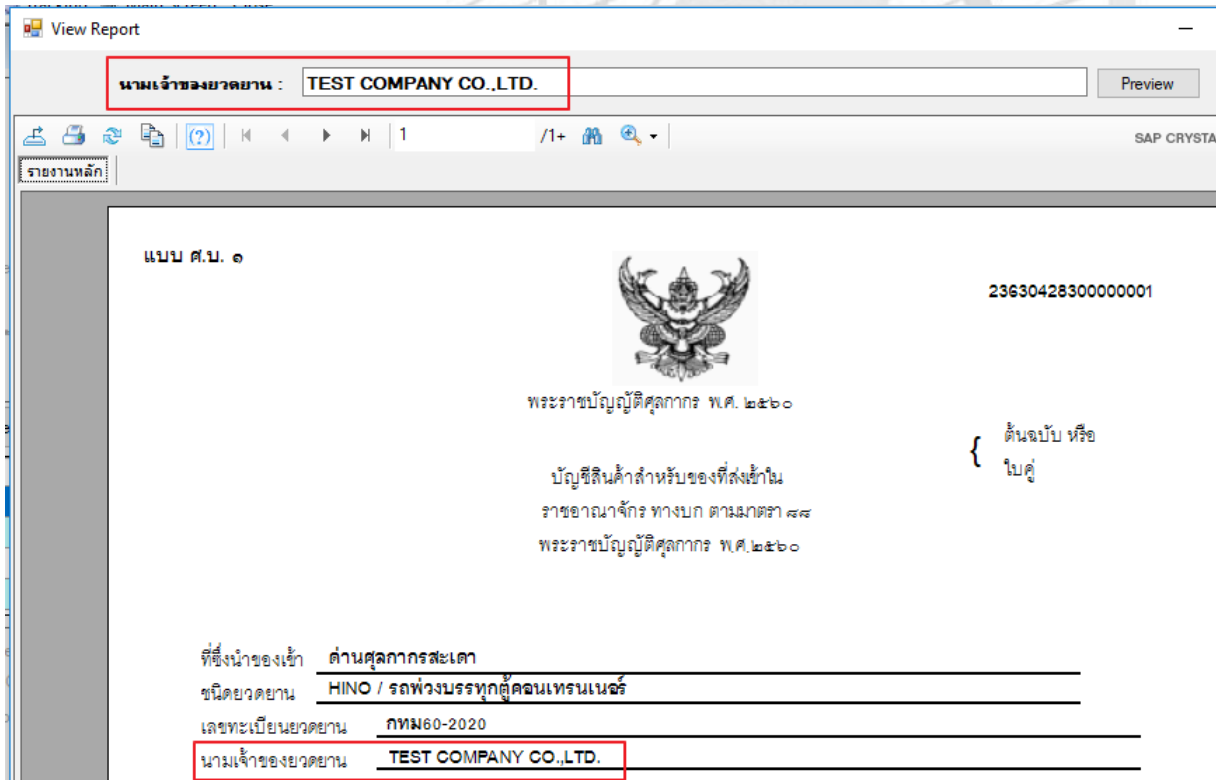 View Report
นามเจ้าของยวดยาน : TEST COMPANY CO.,LTD. Preview
1 /1+ SAP CRYSTA
รายงานหลัก
แบบ ศ.บ. ๑
23630428300000001
พระราชบัญญัติศุลกากร พ.ศ. ๒๕๖๐
{ ต้นฉบับ หรือ
ใบคู่
บัญชีสินค้าสำหรับของที่ส่งเข้าใน
ราชอาณาจักร ทางบก ตามมาตรา ๘๘
พระราชบัญญัติศุลกากร พ.ศ.๒๕๖๐
ที่ซึ่งนำของเข้า ด่านศุลกากรสะเดา
ชนิดยวดยาน HINO / รถพ่วงบรรทุกตู้คอนเทรนเนอร์
เลขทะเบียนยวดยาน กทม60-2020
นามเจ้าของยวดยาน TEST COMPANY CO.,LTD.